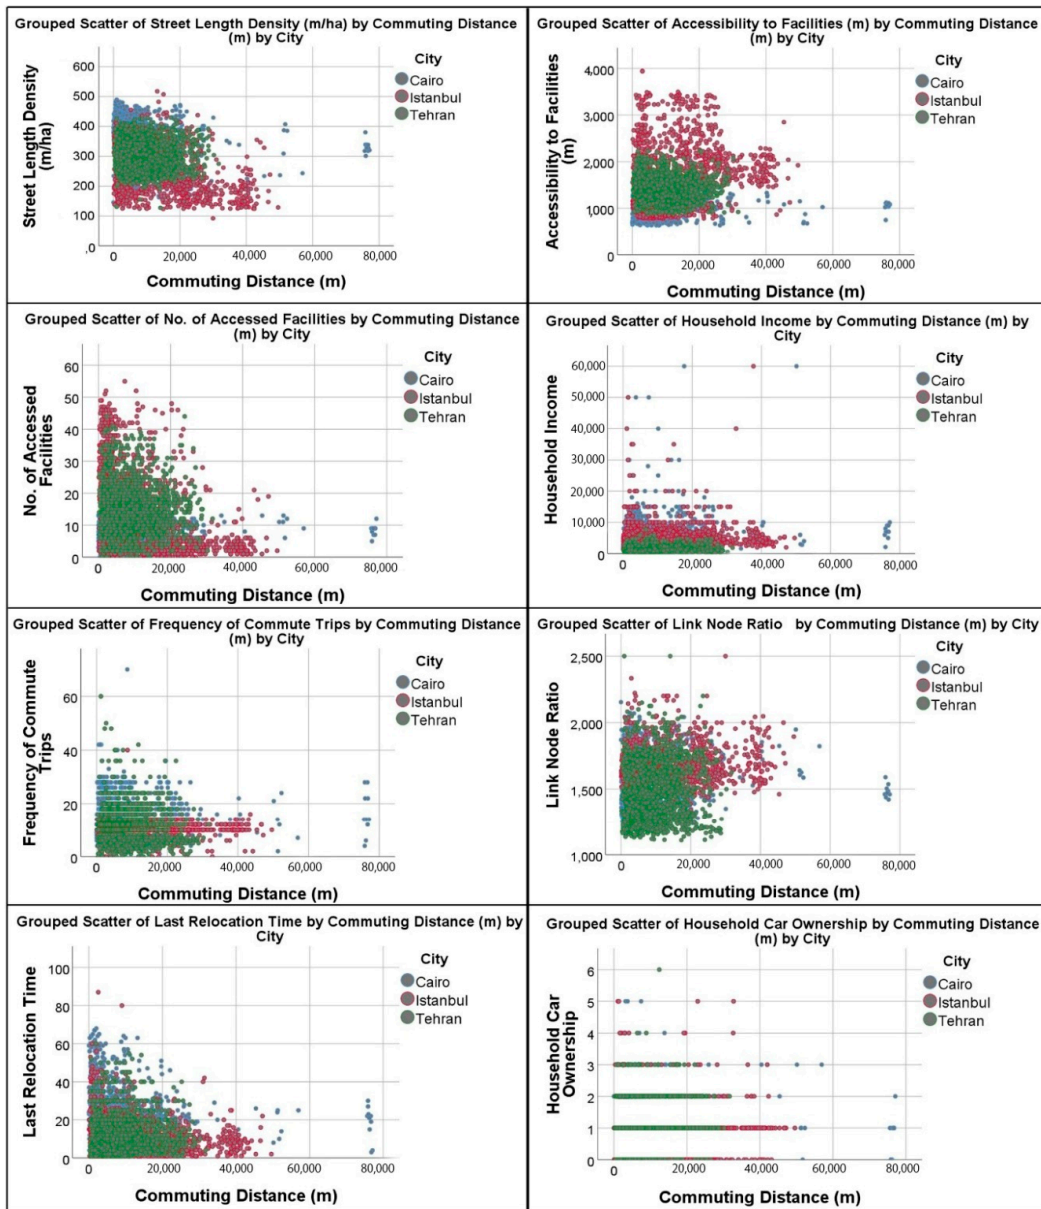 Grouped Scatter of Street Length Density (m/ha) by Commuting Distance
(m) by City
City
Cairo
Istanbul
Tehran
Street Length Density
(m/ha)
600
500
400
300
200
100
,0
0
20,000
40,000
60,000
80,000
Commuting Distance (m)
Grouped Scatter of Accessibility to Facilities (m) by Commuting Distance
(m) by City
City
Cairo
Istanbul
Tehran
Accessibility to Facilities
(m)
4,000
3,000
2,000
1,000
0
0
20,000
40,000
60,000
80,000
Commuting Distance (m)
Grouped Scatter of No. of Accessed Facilities by Commuting Distance
(m) by City
City
Cairo
Istanbul
Tehran
No. of Accessed
Facilities
60
50
40
30
20
10
0
0
20,000
40,000
60,000
80,000
Commuting Distance (m)
Grouped Scatter of Household Income by Commuting Distance (m) by
City
City
Cairo
Istanbul
Tehran
Household Income
60,000
50,000
40,000
30,000
20,000
10,000
0
0
20,000
40,000
60,000
80,000
Commuting Distance (m)
Grouped Scatter of Frequency of Commute Trips by Commuting Distance
(m) by City
City
Cairo
Istanbul
Tehran
Frequency of Commute
Trips
60
40
20
0
0
20,000
40,000
60,000
80,000
Commuting Distance (m)
Grouped Scatter of Link Node Ratio by Commuting Distance (m) by City
City
Cairo
Istanbul
Tehran
Link Node Ratio
2,500
2,000
1,500
1,000
0
20,000
40,000
60,000
80,000
Commuting Distance (m)
Grouped Scatter of Last Relocation Time by Commuting Distance (m) by
City
City
Cairo
Istanbul
Tehran
Last Relocation Time
100
80
60
40
20
0
0
20,000
40,000
60,000
80,000
Commuting Distance (m)
Grouped Scatter of Household Car Ownership by Commuting Distance
(m) by City
City
Cairo
Istanbul
Tehran
Household Car
Ownership
6
5
4
3
2
1
0
0
20,000
40,000
60,000
80,000
Commuting Distance (m)